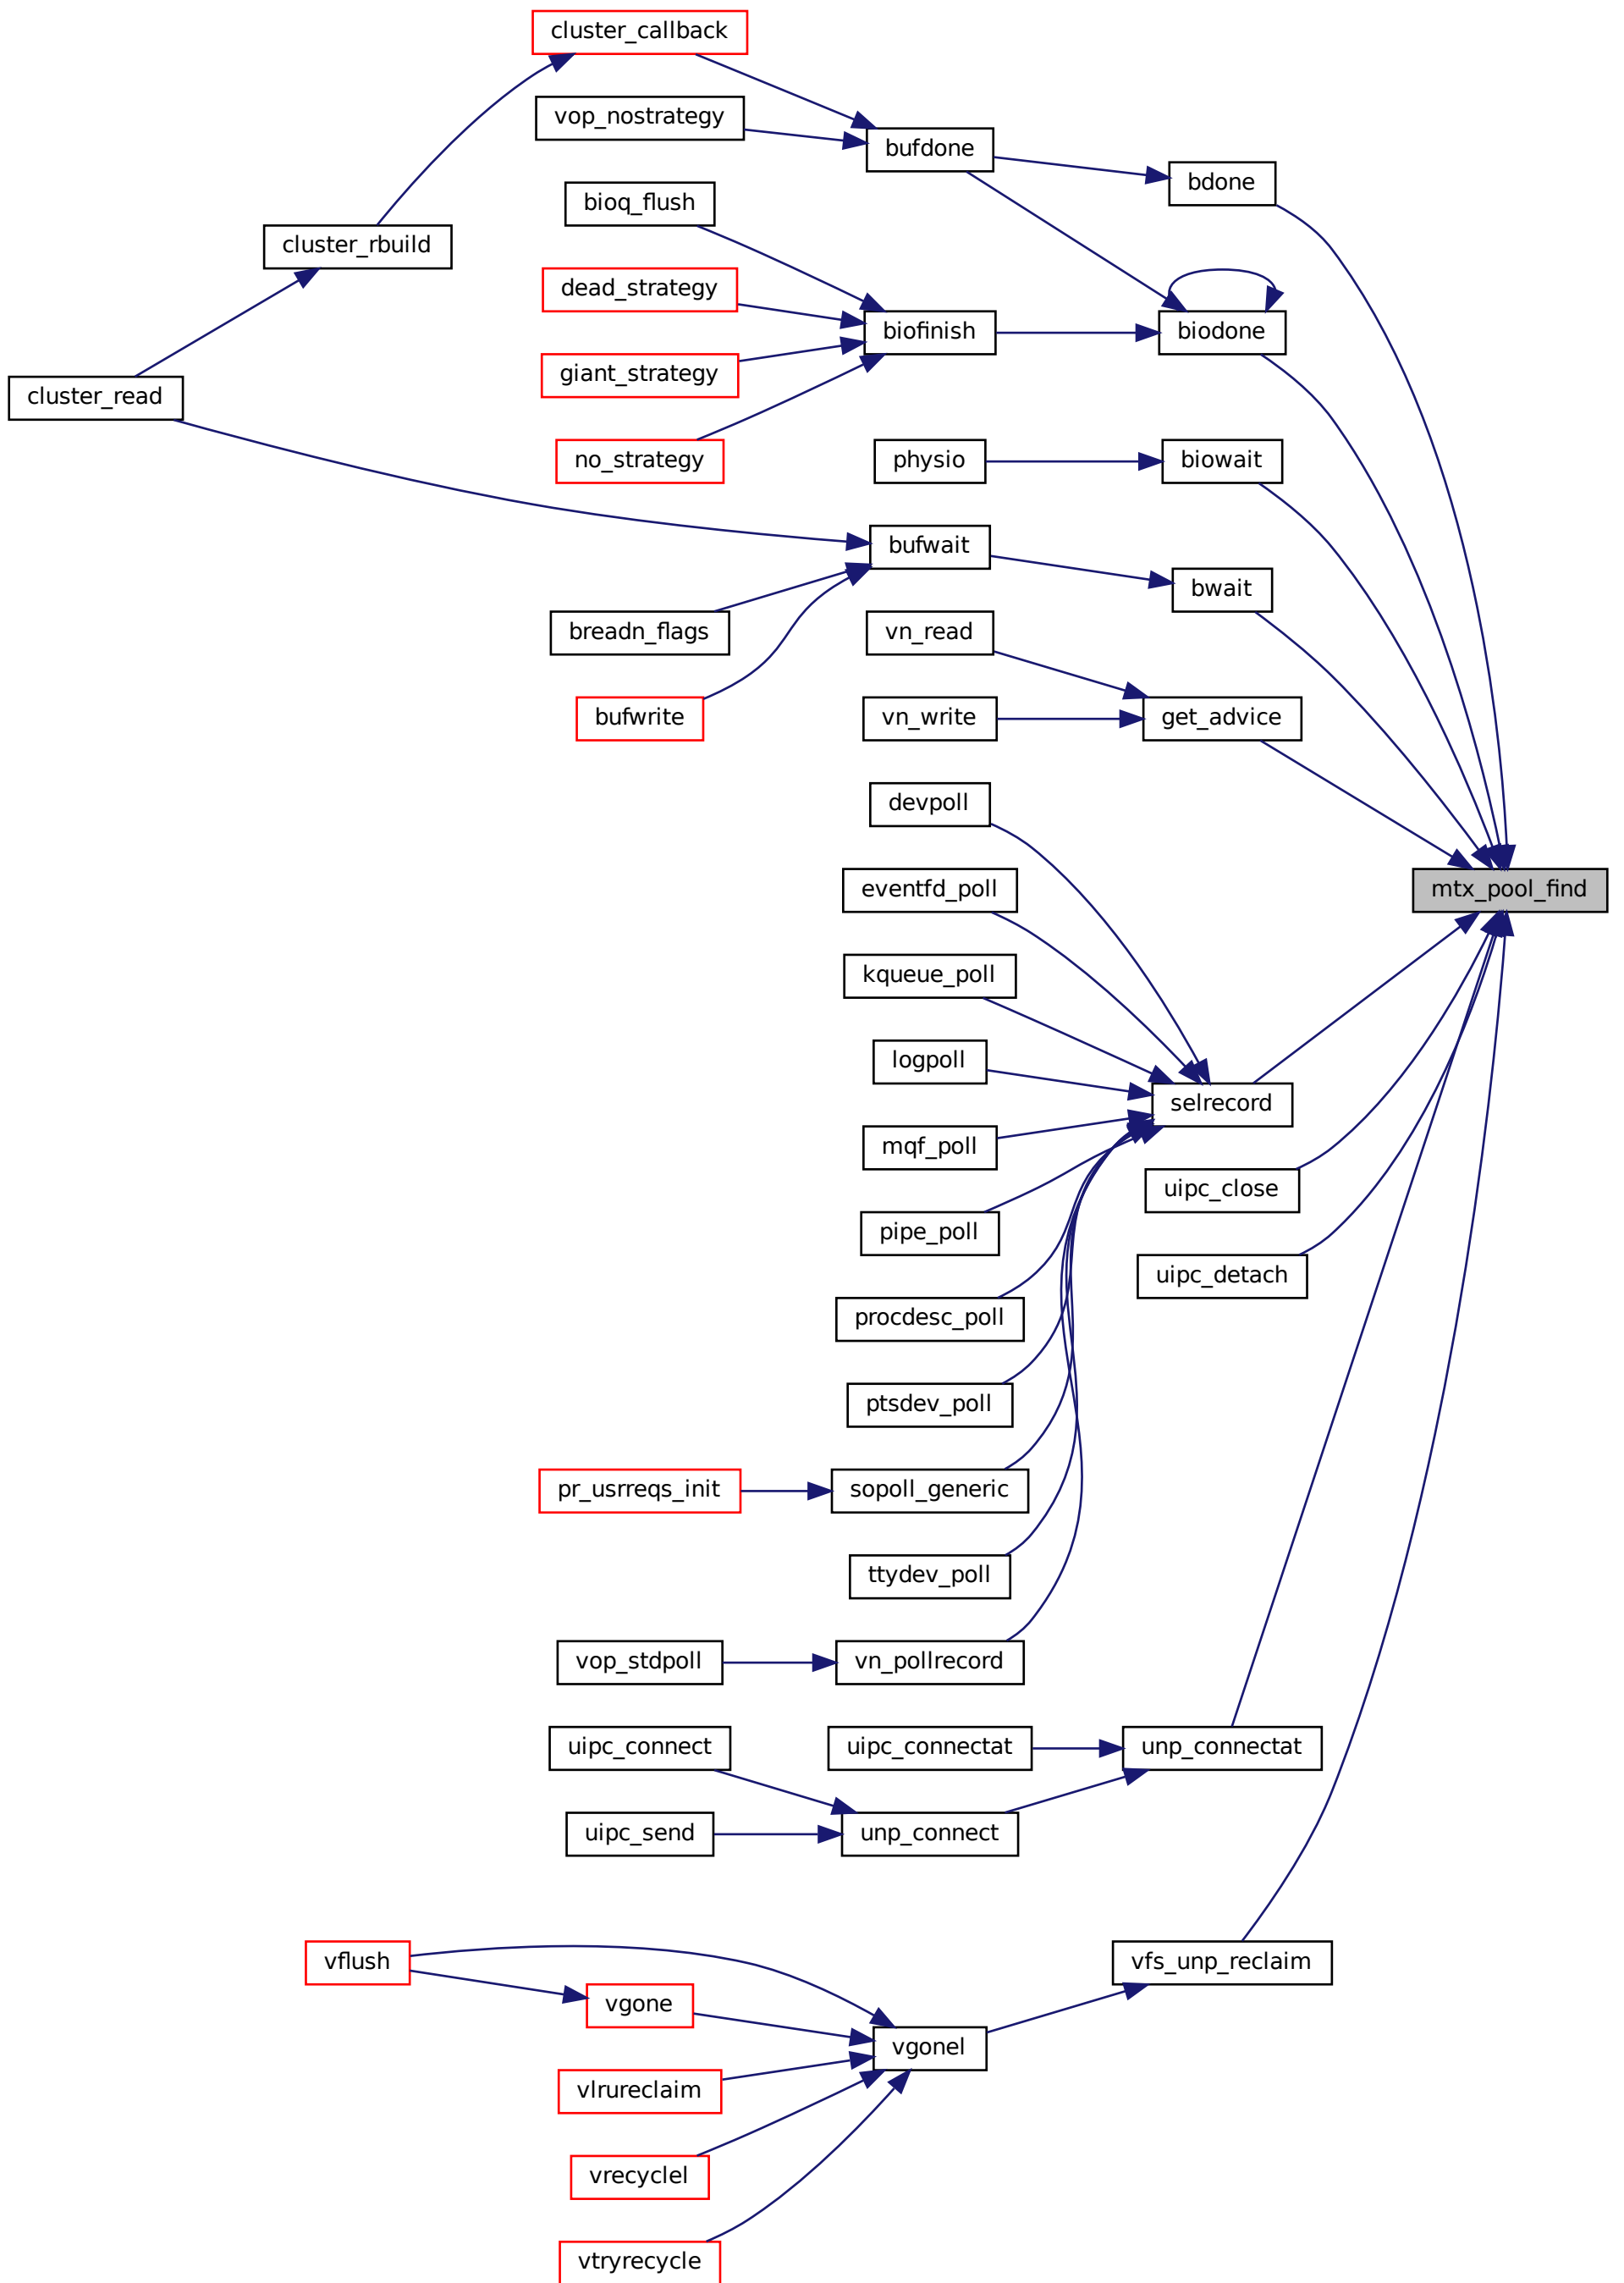 cluster_callback
vop_nostrategy
bufdone
bdone
bioq_flush
cluster_rbuild
dead_strategy
biofinish
biodone
giant_strategy
cluster_read
no_strategy
physio
biowait
bufwait
bwait
breadn_flags
vn_read
bufwrite
vn_write
get_advice
devpoll
eventfd_poll
mtx_pool_find
kqueue_poll
logpoll
selrecord
mqf_poll
uipc_close
pipe_poll
uipc_detach
procdesc_poll
ptsdev_poll
pr_usrreqs_init
sopoll_generic
ttydev_poll
vop_stdpoll
vn_pollrecord
uipc_connect
uipc_connectat
unp_connectat
uipc_send
unp_connect
vflush
vfs_unp_reclaim
vgone
vgonel
vlrureclaim
vrecyclel
vtryrecycle